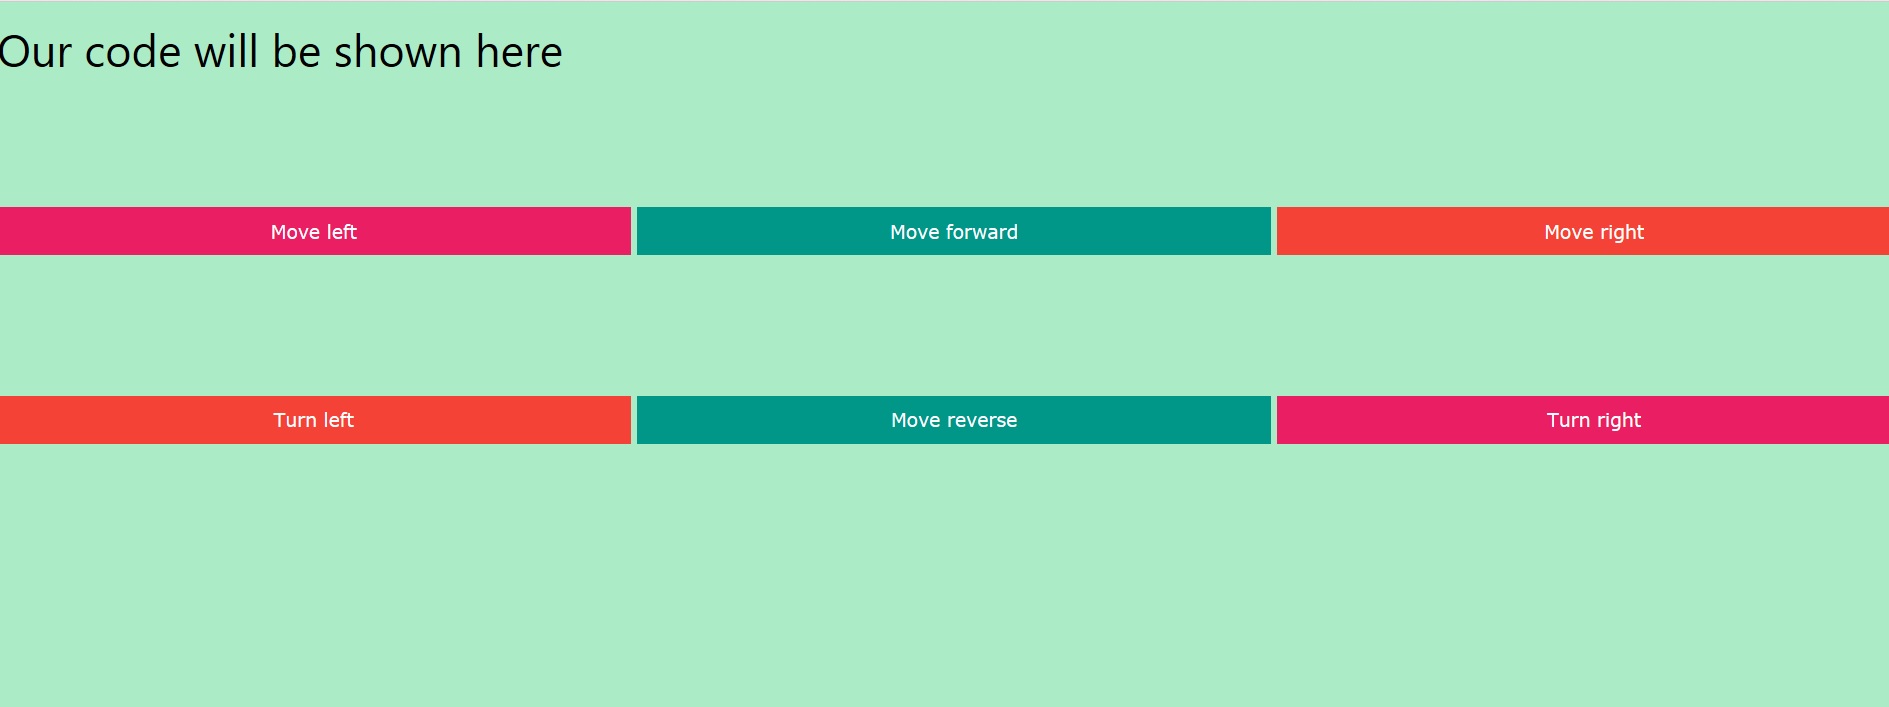 Our code will be shown here
Move left Move forward Move right
Turn left Move reverse Turn right